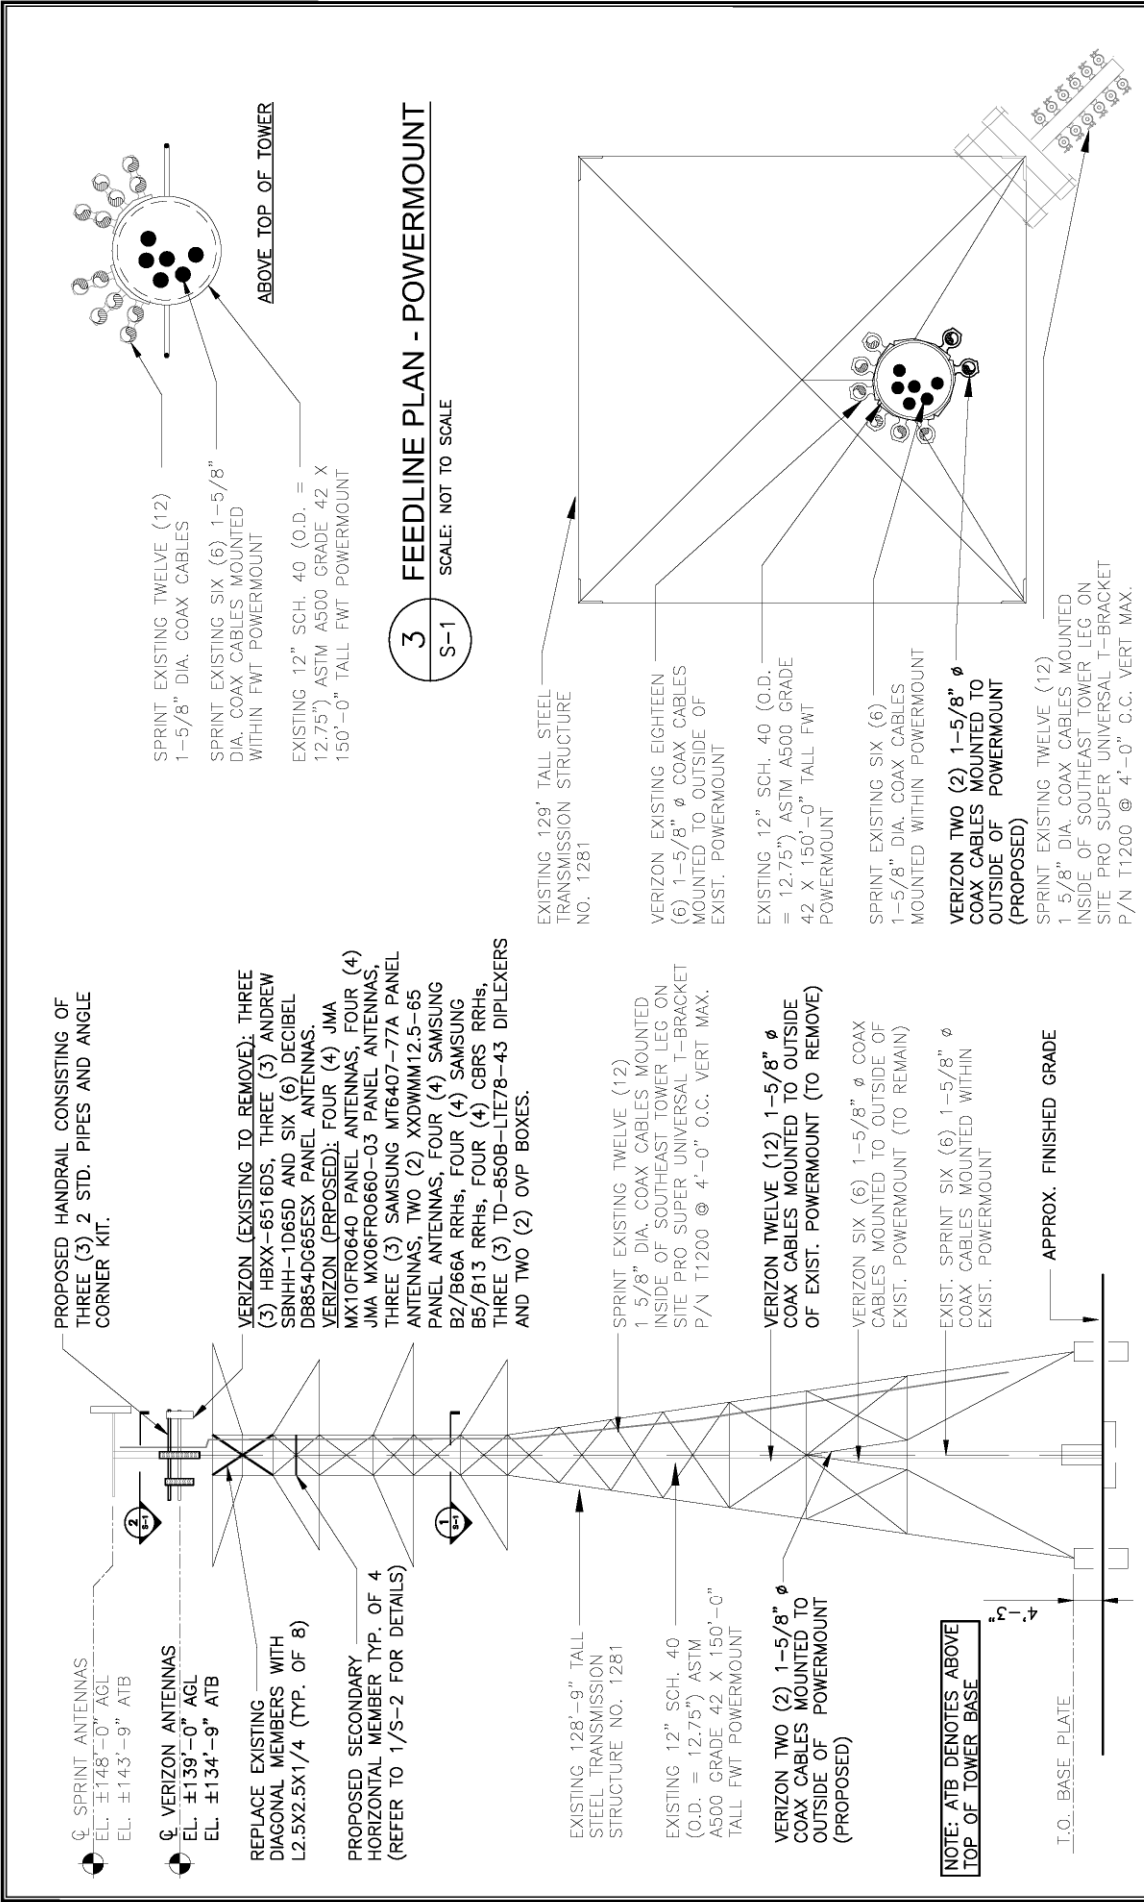 ℄ SPRINT ANTENNAS
EL. ±148'-0" AGL
EL. ±143'-9" ATB
℄ VERIZON ANTENNAS
EL. ±139'-0" AGL
EL. ±134'-9" ATB
REPLACE EXISTING
DIAGONAL MEMBERS WITH
L2.5X2.5X1/4 (TYP. OF 8)
PROPOSED SECONDARY
HORIZONTAL MEMBER TYP. OF 4
(REFER TO 1/S-2 FOR DETAILS)
EXISTING 128'-9" TALL
STEEL TRANSMISSION
STRUCTURE NO. 1281
EXISTING 12" SCH. 40
(O.D. = 12.75") ASTM
A500 GRADE 42 X 150'-0"
TALL FWT POWERMOUNT
VERIZON TWO (2) 1-5/8" ø
COAX CABLES MOUNTED TO
OUTSIDE OF POWERMOUNT
(PROPOSED)
NOTE: ATB DENOTES ABOVE
TOP OF TOWER BASE
T.O. BASE PLATE
4'-3"
2
S-1
1
S-1
PROPOSED HANDRAIL CONSISTING OF
THREE (3) 2 STD. PIPES AND ANGLE
CORNER KIT.
VERIZON (EXISTING TO REMOVE): THREE
(3) HBXX-6516DS, THREE (3) ANDREW
SBNHH-1D65D AND SIX (6) DECIBEL
DB854DG65ESX PANEL ANTENNAS.
VERIZON (PRPOSED): FOUR (4) JMA
MX10FRO640 PANEL ANTENNAS, FOUR (4)
JMA MX06FRO660-03 PANEL ANTENNAS,
THREE (3) SAMSUNG MT6407-77A PANEL
ANTENNAS, TWO (2) XXDWMM12.5-65
PANEL ANTENNAS, FOUR (4) SAMSUNG
B2/B66A RRHs, FOUR (4) SAMSUNG
B5/B13 RRHs, FOUR (4) CBRS RRHs,
THREE (3) TD-850B-LTE78-43 DIPLEXERS
AND TWO (2) OVP BOXES.
SPRINT EXISTING TWELVE (12)
1 5/8" DIA. COAX CABLES MOUNTED
INSIDE OF SOUTHEAST TOWER LEG ON
SITE PRO SUPER UNIVERSAL T-BRACKET
P/N T1200 @ 4'-0" O.C. VERT MAX.
VERIZON TWELVE (12) 1-5/8" ø
COAX CABLES MOUNTED TO OUTSIDE
OF EXIST. POWERMOUNT (TO REMOVE)
VERIZON SIX (6) 1-5/8" ø COAX
CABLES MOUNTED TO OUTSIDE OF
EXIST. POWERMOUNT (TO REMAIN)
EXIST. SPRINT SIX (6) 1-5/8" ø
COAX CABLES MOUNTED WITHIN
EXIST. POWERMOUNT
APPROX. FINISHED GRADE
SPRINT EXISTING TWELVE (12)
1-5/8" DIA. COAX CABLES
SPRINT EXISTING SIX (6) 1-5/8"
DIA. COAX CABLES MOUNTED
WITHIN FWT POWERMOUNT
EXISTING 12" SCH. 40 (O.D. =
12.75") ASTM A500 GRADE 42 X
150'-0" TALL FWT POWERMOUNT
ABOVE TOP OF TOWER
3
S-1
FEEDLINE PLAN - POWERMOUNT
SCALE: NOT TO SCALE
EXISTING 129' TALL STEEL
TRANSMISSION STRUCTURE
NO. 1281
VERIZON EXISTING EIGHTEEN
(6) 1-5/8" ø COAX CABLES
MOUNTED TO OUTSIDE OF
EXIST. POWERMOUNT
EXISTING 12" SCH. 40 (O.D.
= 12.75") ASTM A500 GRADE
42 X 150'-0" TALL FWT
POWERMOUNT
SPRINT EXISTING SIX (6)
1-5/8" DIA. COAX CABLES
MOUNTED WITHIN POWERMOUNT
VERIZON TWO (2) 1-5/8" ø
COAX CABLES MOUNTED TO
OUTSIDE OF POWERMOUNT
(PROPOSED)
SPRINT EXISTING TWELVE (12)
1 5/8" DIA. COAX CABLES MOUNTED
INSIDE OF SOUTHEAST TOWER LEG ON
SITE PRO SUPER UNIVERSAL T-BRACKET
P/N T1200 @ 4'-0" O.C. VERT MAX.